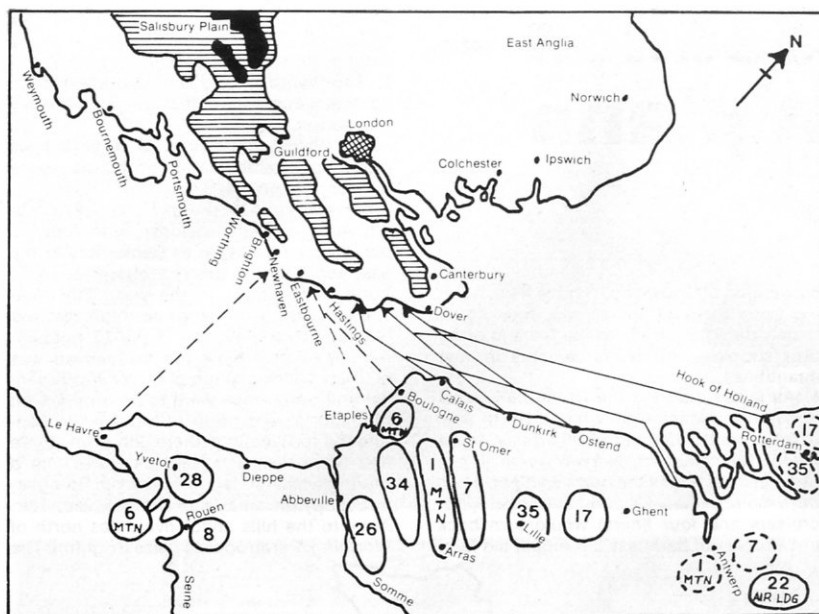 Salisbury Plain
East Anglia
N
Norwich
London
Weymouth
Bournemouth
Portsmouth
Guildford
Colchester
Ipswich
Worthing
Brighton
Newhaven
Eastbourne
Hastings
Canterbury
Dover
Hook of Holland
Le Havre
Yvetot
28
Dieppe
6
MTN
Rouen
8
Seine
Etaples
Boulogne
6
MTN
Calais
Dunkirk
Ostend
Rotterdam
17
35
Abbeville
26
34
1
MTN
St Omer
7
Arras
Somme
35
Lille
17
Ghent
Antwerp
1
MTN
7
22
AIR LDG